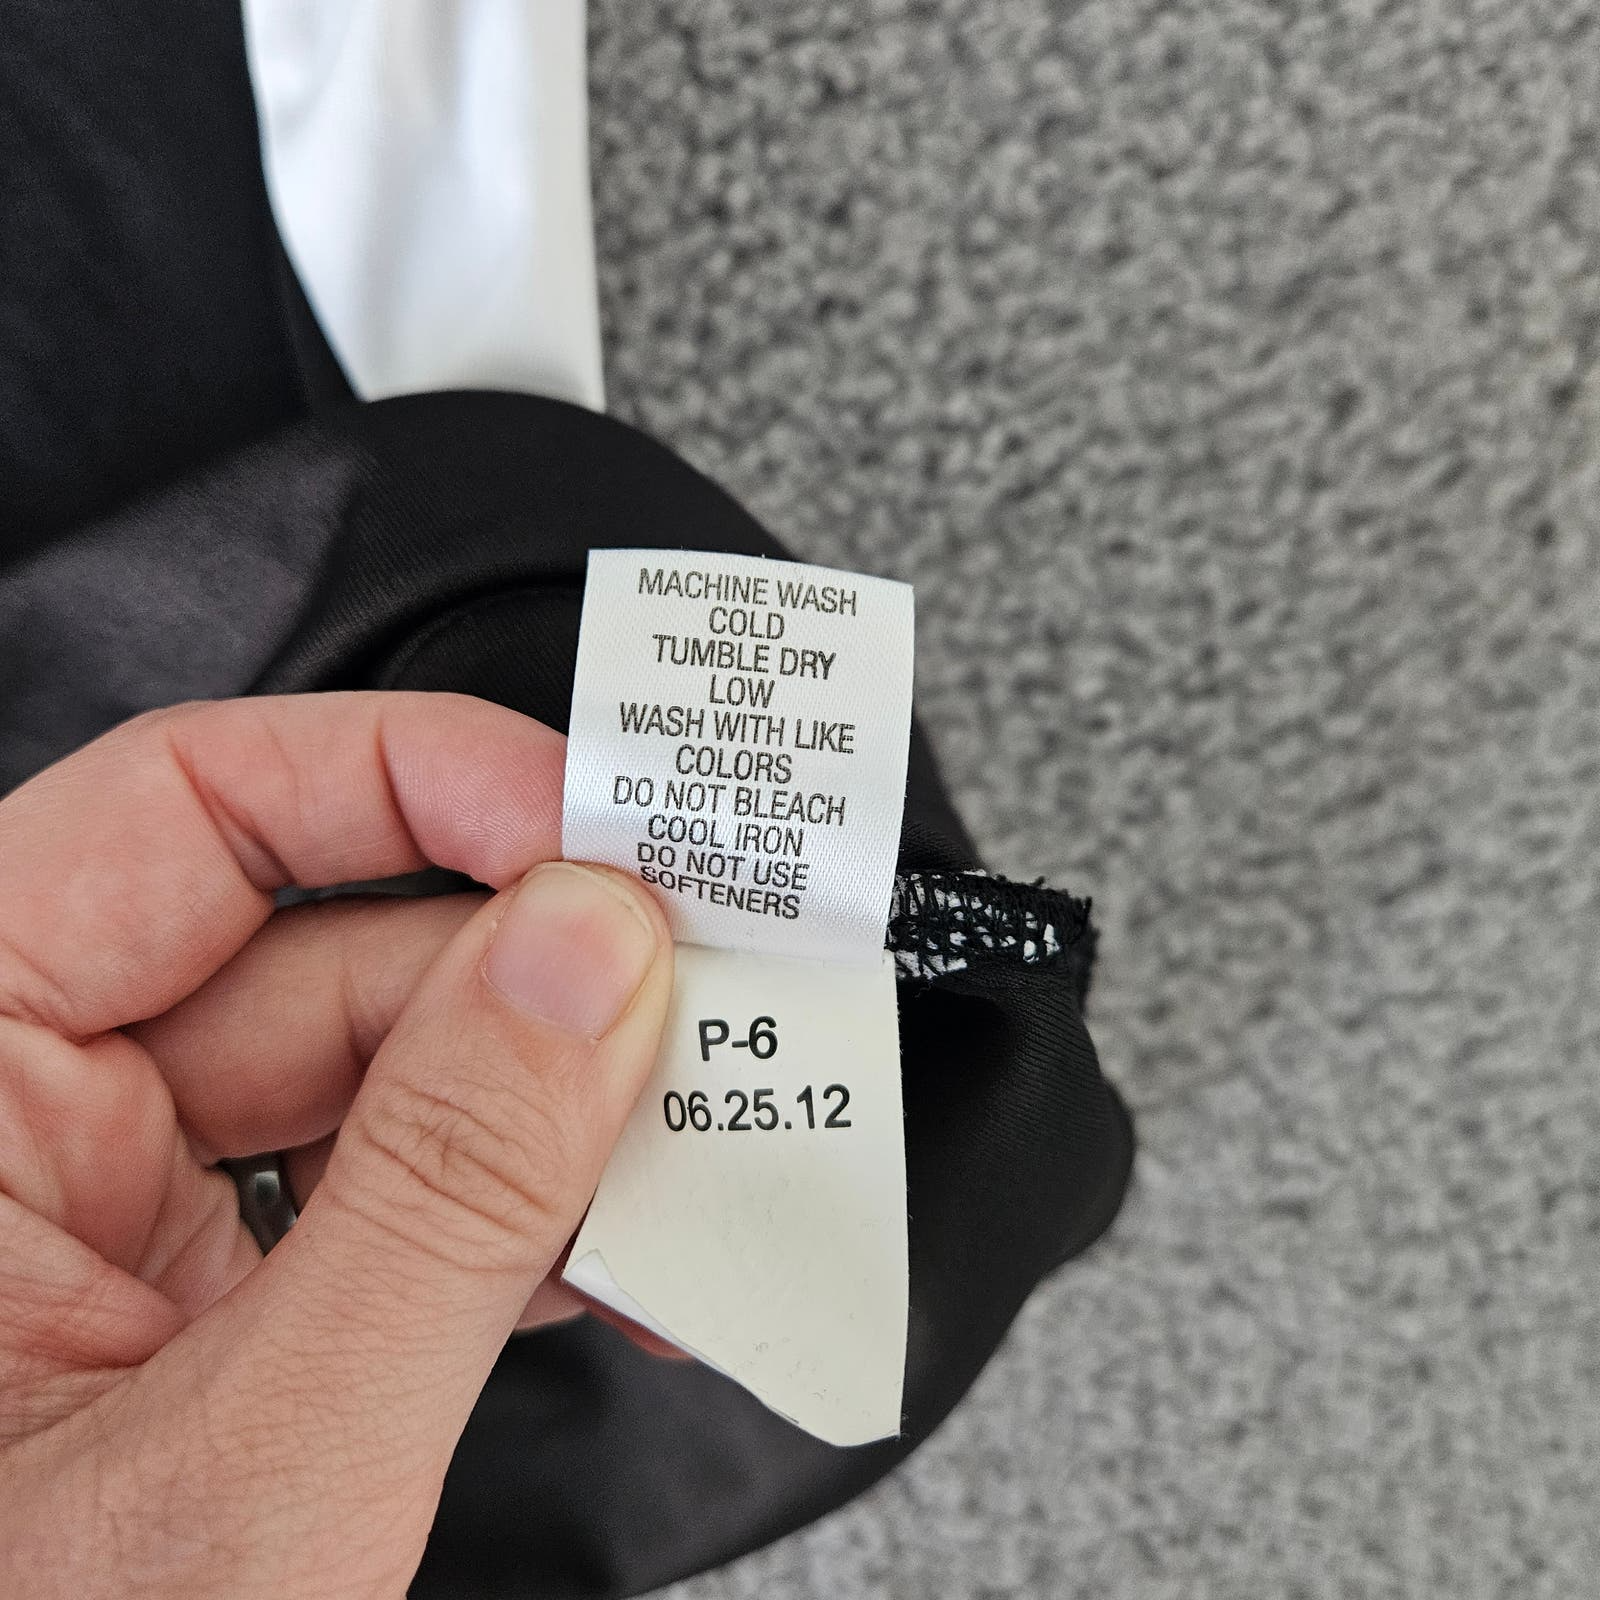 MACHINE WASH
COLD
TUMBLE DRY
LOW
WASH WITH LIKE
COLORS
DO NOT BLEACH
COOL IRON
DO NOT USE
SOFTENERS
P-6
06.25.12